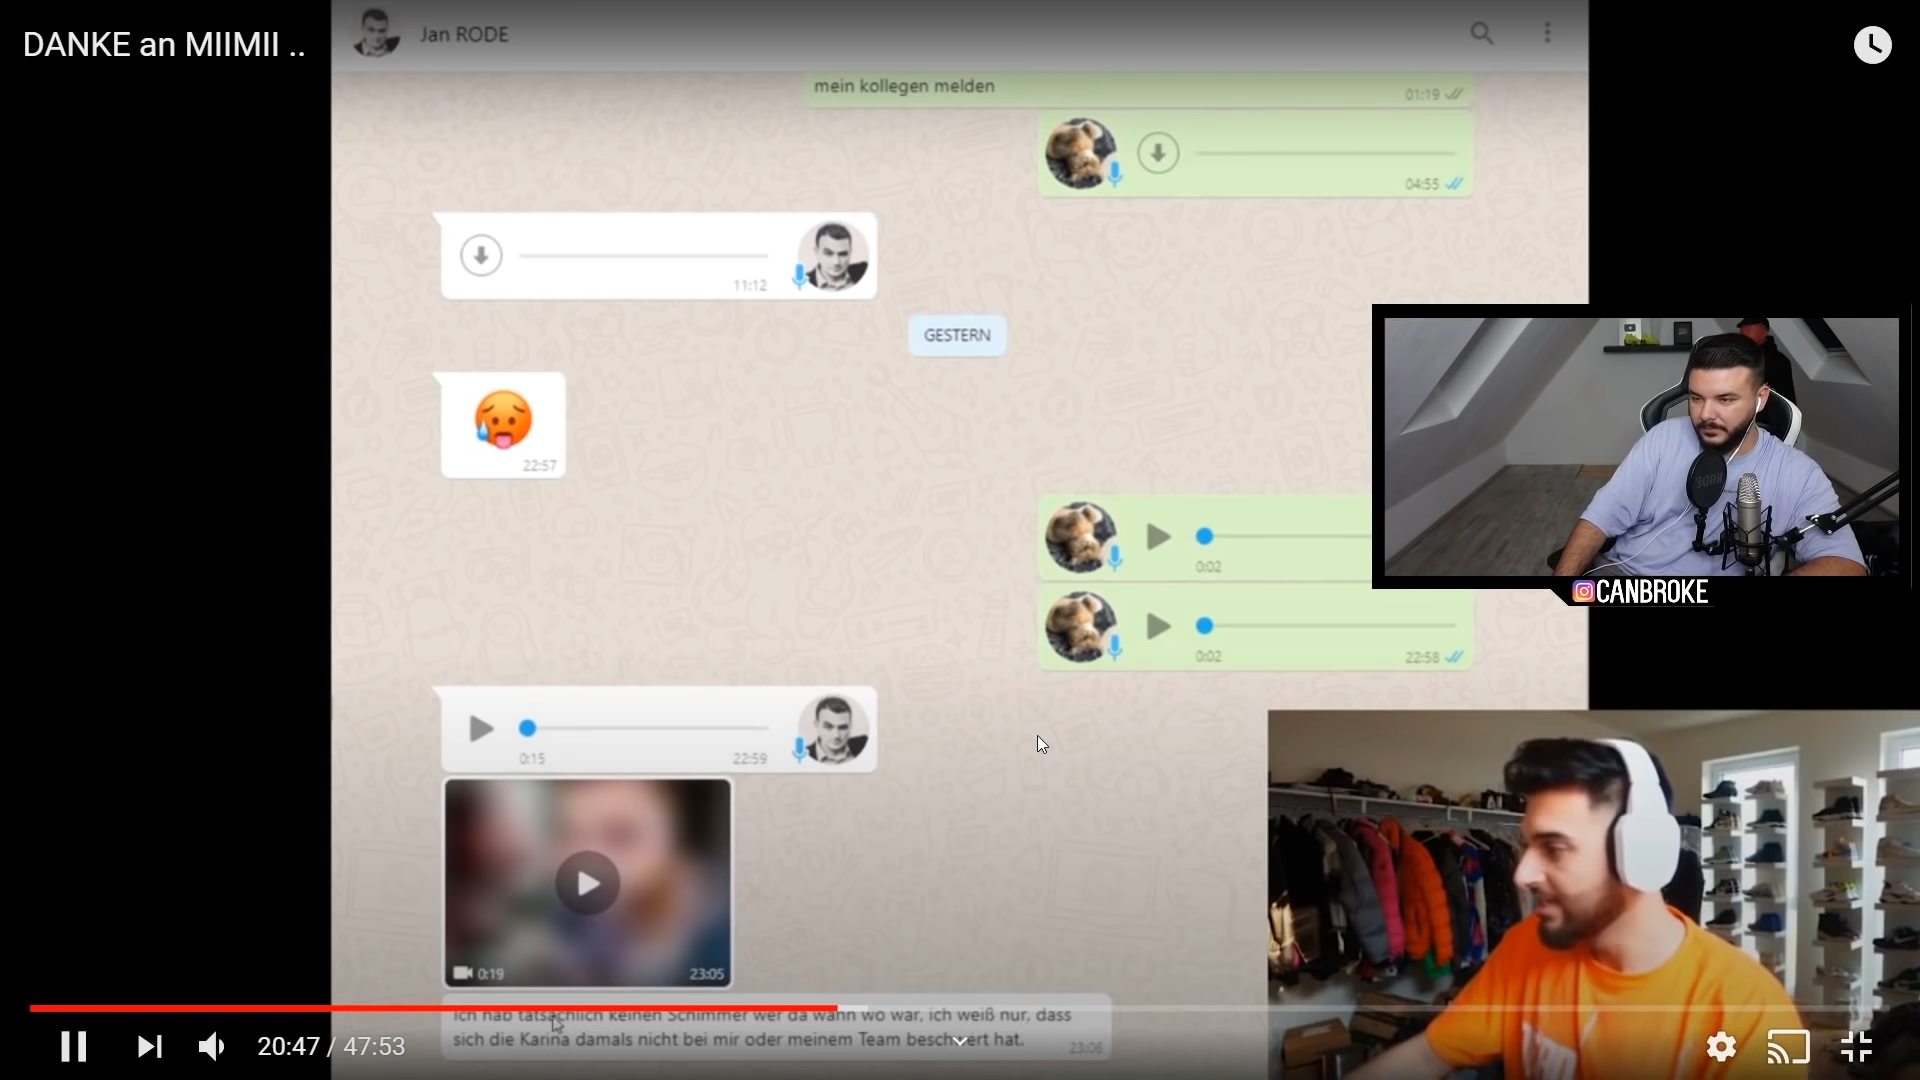 DANKE an MIIMII ..
Jan RODE
mein kollegen melden
01:19
04:55
11:12
GESTERN
22:57
0:02
CANBROKE
0:02
22:58
0:15
22:59
0:19
23:05
Ich hab tatsächlich keinen Schimmer wer da wann wo war, ich weiß nur, dass
sich die Karina damals nicht bei mir oder meinem Team beschwert hat.
23:06
20:47 / 47:53
RODE